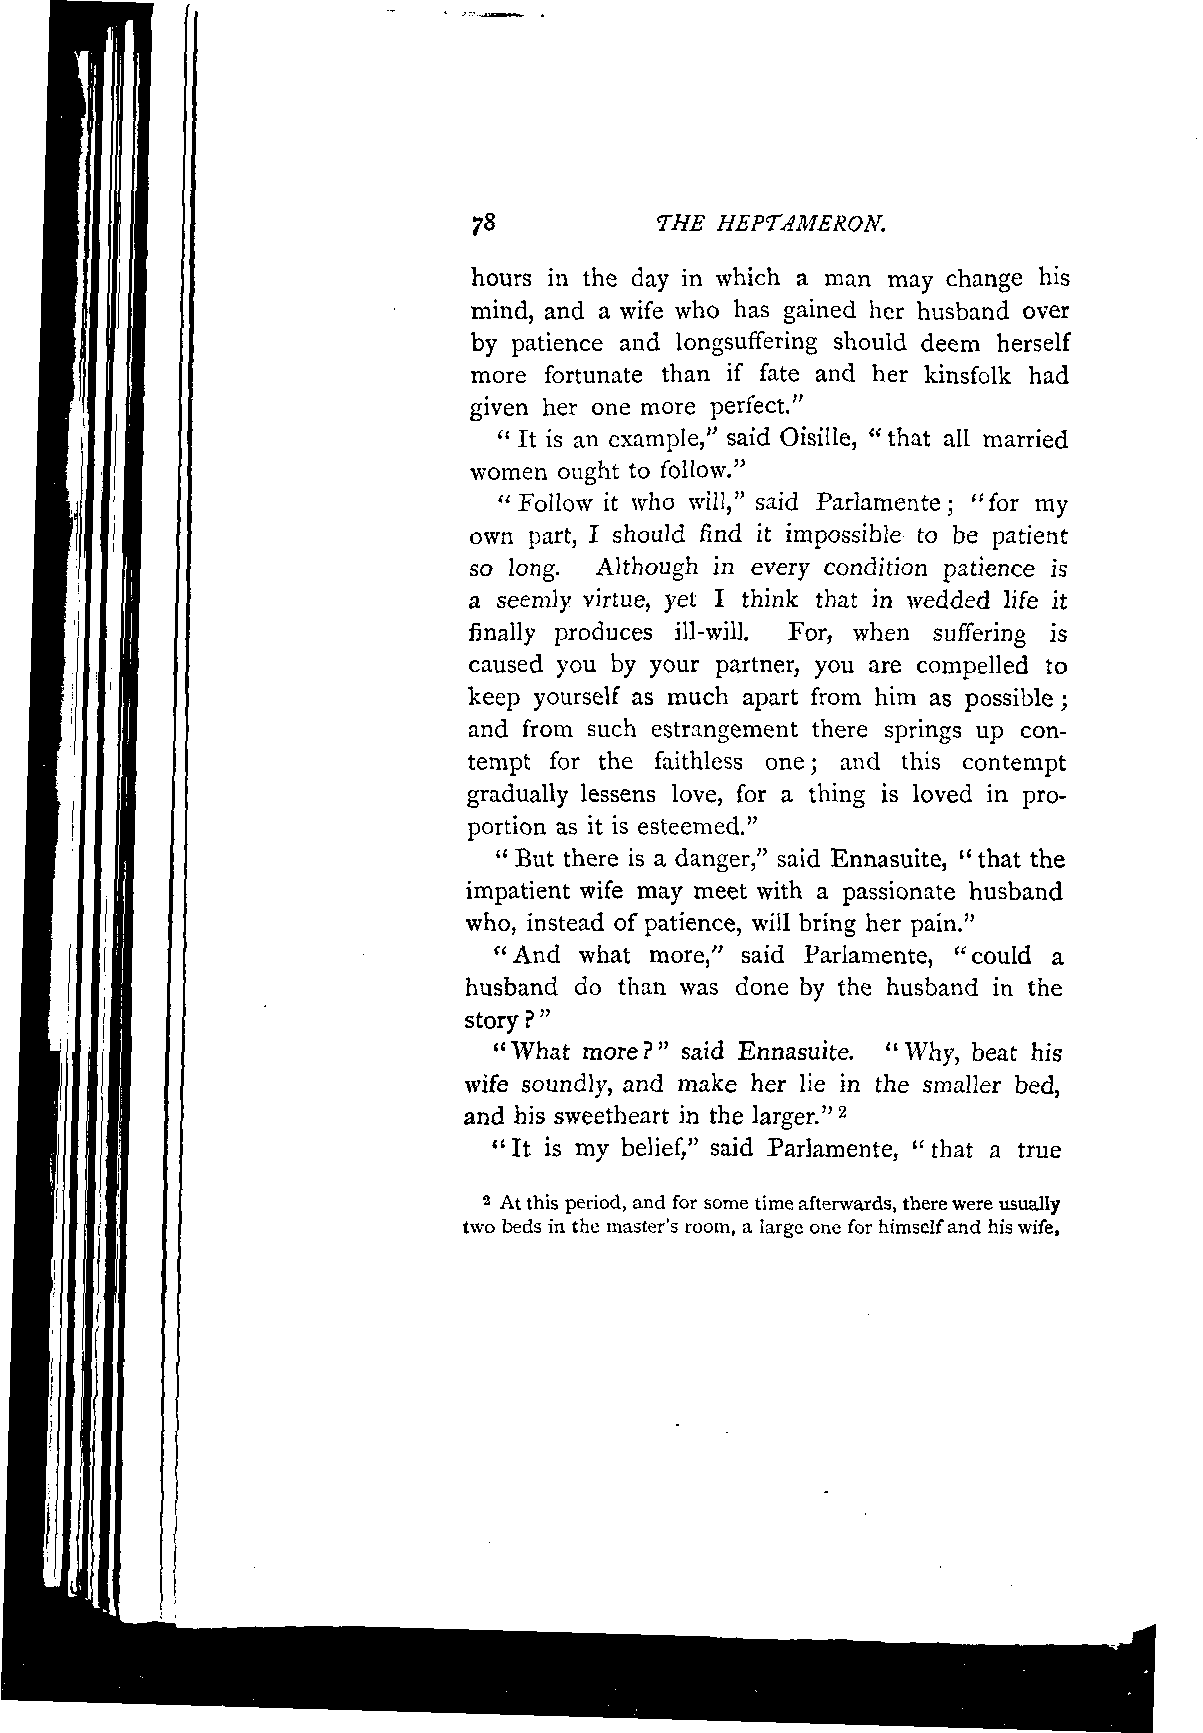 78 THE HEPTAMERON.
hours in the day in which a man may change his
mind, and a wife who has gained her husband over
by patience and longsuffering should deem herself
more fortunate than if fate and her kinsfolk had
given her one more perfect."
"It is an example," said Oisille, "that all married
women ought to follow."
"Follow it who will," said Parlamente; "for my
own part, I should find it impossible to be patient
so long. Although in every condition patience is
a seemly virtue, yet I think that in wedded life it
finally produces ill-will. For, when suffering is
caused you by your partner, you are compelled to
keep yourself as much apart from him as possible;
and from such estrangement there springs up con-
tempt for the faithless one; and this contempt
gradually lessens love, for a thing is loved in pro-
portion as it is esteemed."
"But there is a danger," said Ennasuite, "that the
impatient wife may meet with a passionate husband
who, instead of patience, will bring her pain."
"And what more," said Parlamente, "could a
husband do than was done by the husband in the
story?"
"What more?" said Ennasuite. "Why, beat his
wife soundly, and make her lie in the smaller bed,
and his sweetheart in the larger." 2
"It is my belief," said Parlamente, "that a true
2 At this period, and for some time afterwards, there were usually
two beds in the master's room, a large one for himself and his wife,